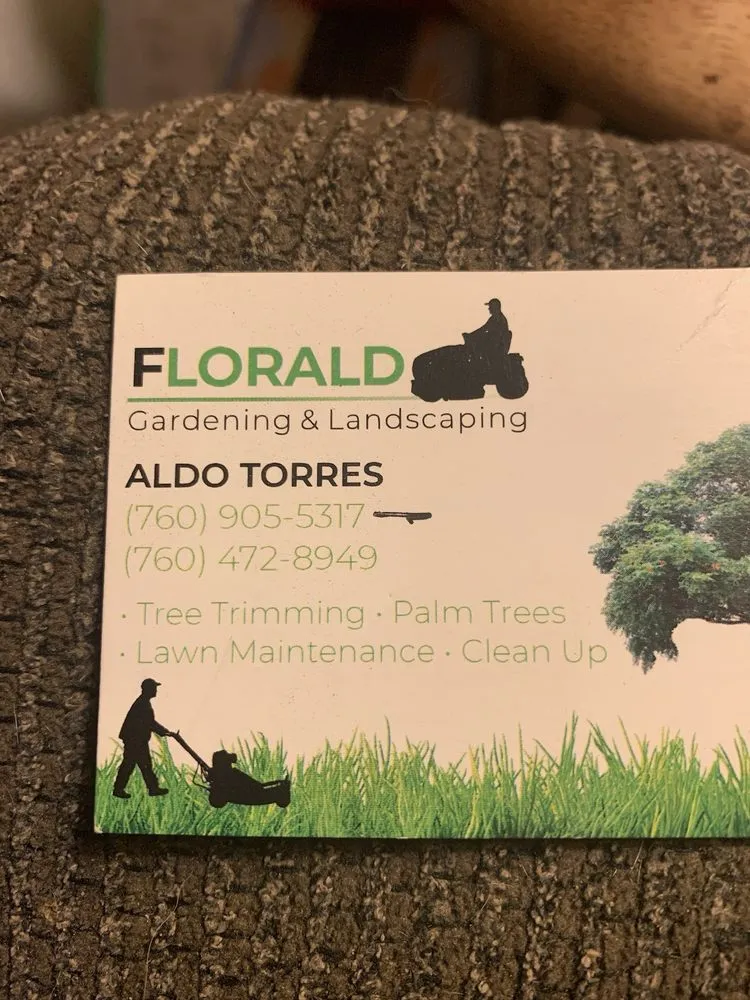 FLORALD
Gardening & Landscaping
ALDO TORRES
(760) 905-5317
(760) 472-8949
· Tree Trimming · Palm Trees
· Lawn Maintenance · Clean Up